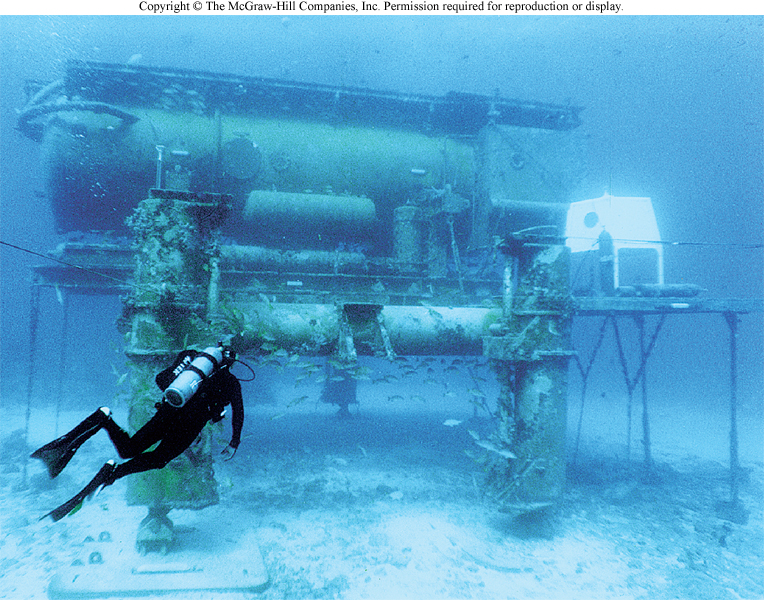 Copyright © The McGraw-Hill Companies, Inc. Permission required for reproduction or display.